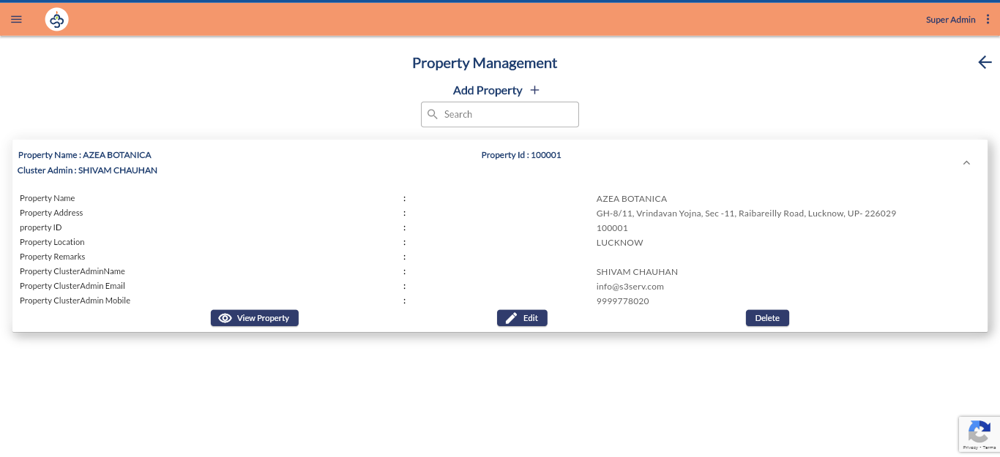 Super Admin
Property Management
Add Property +
Search
Property Name : AZEA BOTANICA Property Id : 100001
Cluster Admin : SHIVAM CHAUHAN
Property Name : AZEA BOTANICA
Property Address : GH-8/11, Vrindavan Yojna, Sec -11, Raibareilly Road, Lucknow, UP- 226029
property ID : 100001
Property Location : LUCKNOW
Property Remarks :
Property ClusterAdminName : SHIVAM CHAUHAN
Property ClusterAdmin Email : info@s3serv.com
Property ClusterAdmin Mobile : 9999778020
View Property Edit Delete
Privacy - Terms